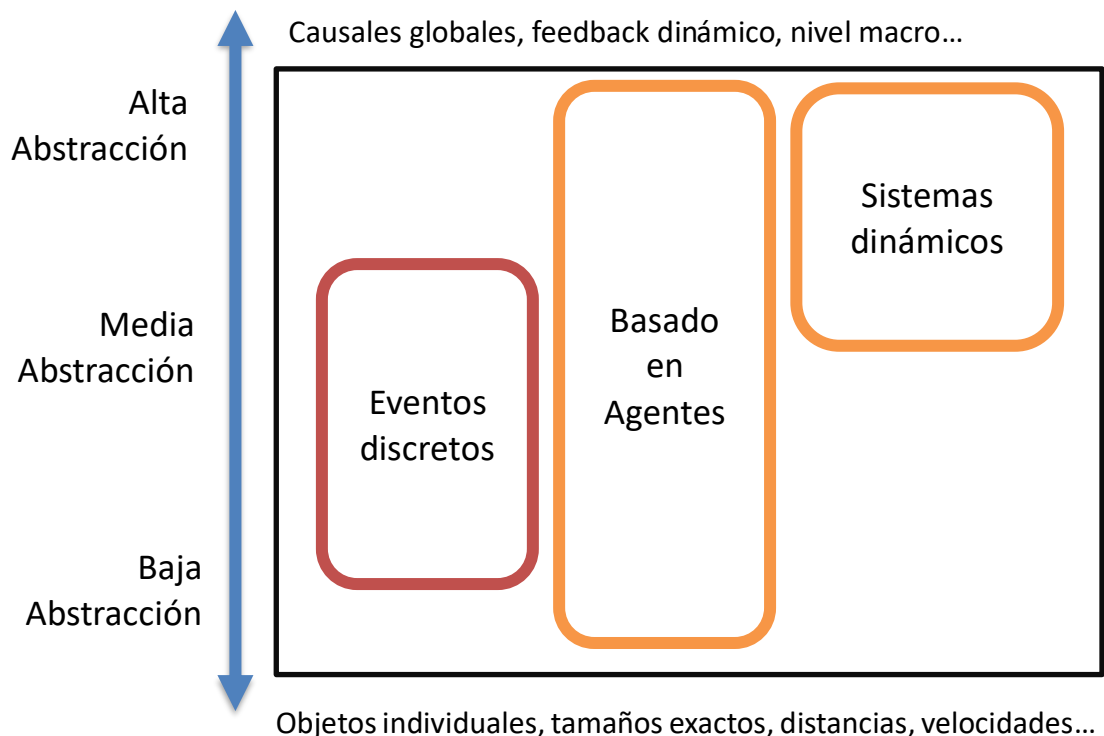 Causales globales, feedback dinámico, nivel macro…
Alta
Abstracción
Sistemas
dinámicos
Media
Abstracción
Basado
en
Agentes
Eventos
discretos
Baja
Abstracción
Objetos individuales, tamaños exactos, distancias, velocidades…